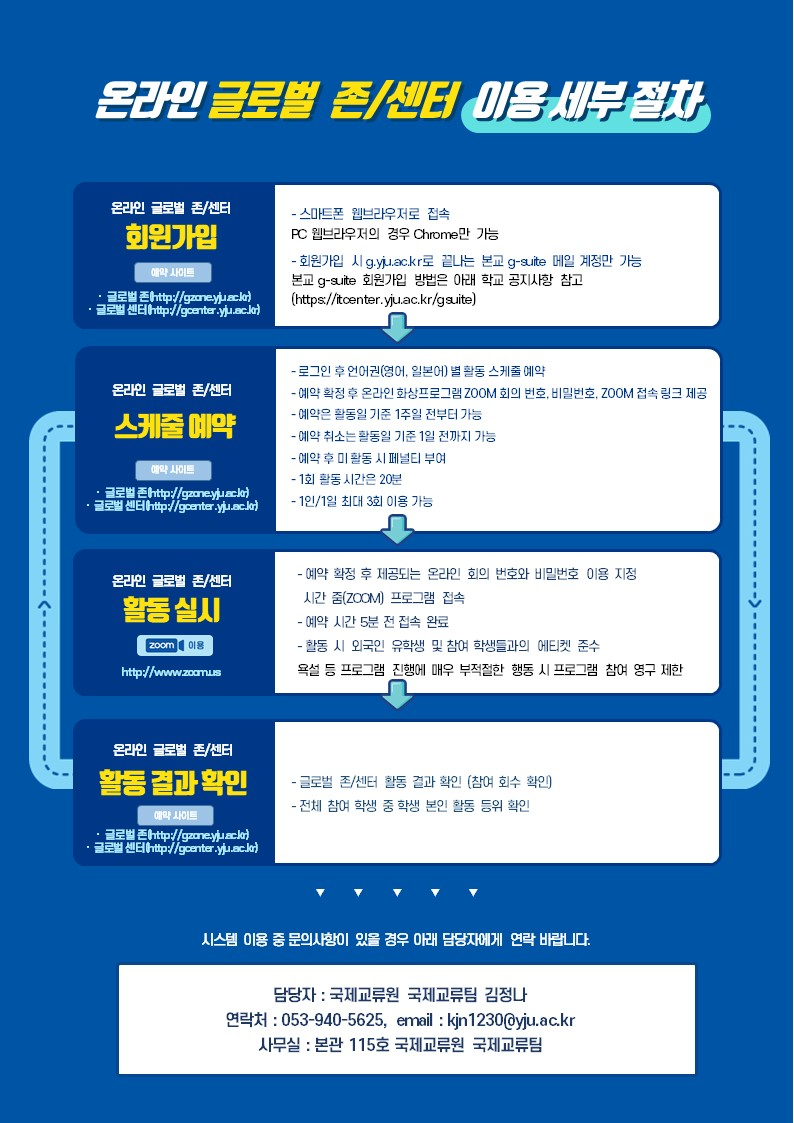 온라인 글로벌 존/센터 이용 세부 절차
온라인 글로벌 존/센터
회원가입
예약 사이트
· 글로벌 존(http://gzone.yju.ac.kr)
· 글로벌 센터(http://gcenter.yju.ac.kr)
- 스마트폰 웹브라우저로 접속
PC 웹브라우저의 경우 Chrome만 가능
- 회원가입 시 g.yju.ac.kr로 끝나는 본교 g-suite 메일 계정만 가능
본교 g-suite 회원가입 방법은 아래 학교 공지사항 참고
(https://itcenter.yju.ac.kr/gsuite)
온라인 글로벌 존/센터
스케줄 예약
예약 사이트
· 글로벌 존(http://gzone.yju.ac.kr)
· 글로벌 센터(http://gcenter.yju.ac.kr)
- 로그인 후 언어권(영어, 일본어) 별 활동 스케줄 예약
- 예약 확정 후 온라인 화상프로그램 ZOOM 회의 번호, 비밀번호, ZOOM 접속 링크 제공
- 예약은 활동일 기준 1주일 전부터 가능
- 예약 취소는 활동일 기준 1일 전까지 가능
- 예약 후 미 활동 시 페널티 부여
- 1회 활동 시간은 20분
- 1인/1일 최대 3회 이용 가능
온라인 글로벌 존/센터
활동 실시
zoom 이용
http://www.zoom.us
- 예약 확정 후 제공되는 온라인 회의 번호와 비밀번호 이용 지정
시간 줌(ZOOM) 프로그램 접속
- 예약 시간 5분 전 접속 완료
- 활동 시 외국인 유학생 및 참여 학생들과의 에티켓 준수
욕설 등 프로그램 진행에 매우 부적절한 행동 시 프로그램 참여 영구 제한
온라인 글로벌 존/센터
활동 결과 확인
예약 사이트
· 글로벌 존(http://gzone.yju.ac.kr)
· 글로벌 센터(http://gcenter.yju.ac.kr)
- 글로벌 존/센터 활동 결과 확인 (참여 회수 확인)
- 전체 참여 학생 중 학생 본인 활동 등위 확인
시스템 이용 중 문의사항이 있을 경우 아래 담당자에게 연락 바랍니다.
담당자 : 국제교류원 국제교류팀 김정나
연락처 : 053-940-5625, email : kjn1230@yju.ac.kr
사무실 : 본관 115호 국제교류원 국제교류팀